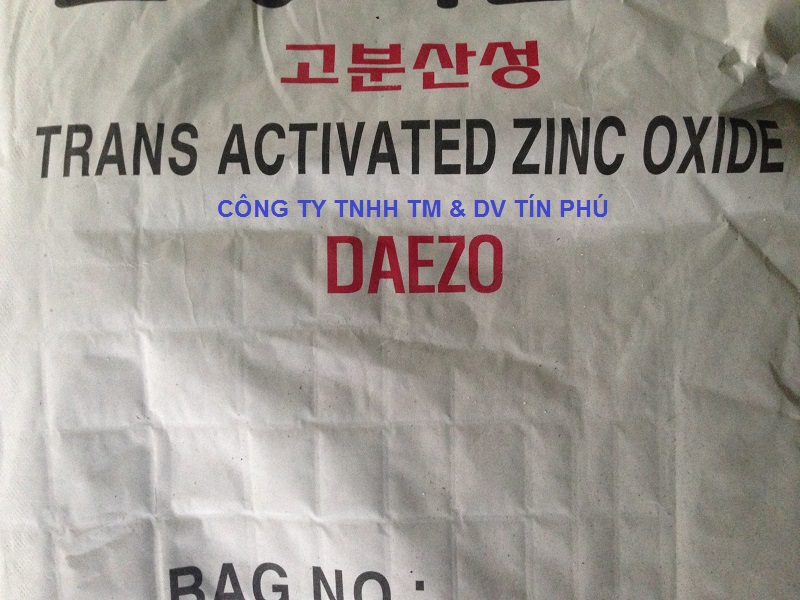 고분산성
TRANS ACTIVATED ZINC OXIDE
CÔNG TY TNHH TM & DV TÍN PHÚ
DAEZO
BAG NO :